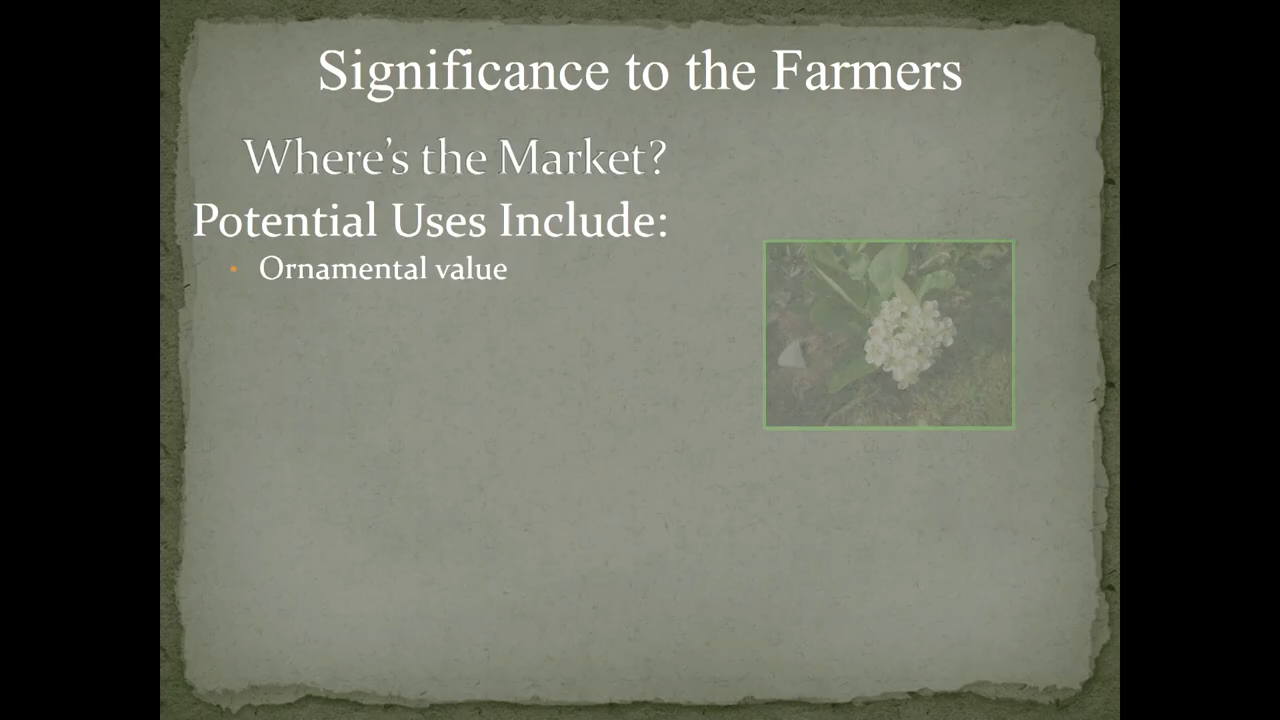 Significance to the Farmers
Where's the Market?
Potential Uses Include:
• Ornamental value